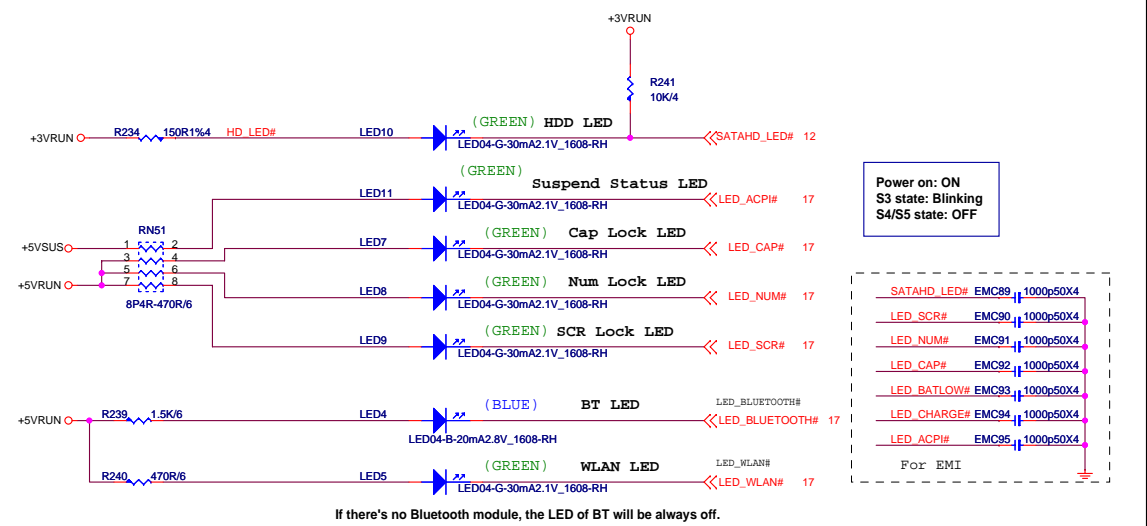 +3VRUN
R241
10K/4
+3VRUN R234 150R1%4 HD_LED# LED10 (GREEN) HDD LED SATAHD_LED# 12
LED04-G-30mA2.1V_1608-RH
(GREEN)
Suspend Status LED
LED11 LED_ACPI# 17
LED04-G-30mA2.1V_1608-RH
Power on: ON
S3 state: Blinking
S4/S5 state: OFF
RN51
+5VSUS 1 2 LED7 (GREEN) Cap Lock LED LED_CAP# 17
LED04-G-30mA2.1V_1608-RH
3 4
5 6
+5VRUN 7 8
8P4R-470R/6
LED8 (GREEN) Num Lock LED LED_NUM# 17
LED04-G-30mA2.1V_1608-RH
LED9 (GREEN) SCR Lock LED LED_SCR# 17
LED04-G-30mA2.1V_1608-RH
SATAHD_LED# EMC89 1000p50X4
LED_SCR# EMC90 1000p50X4
LED_NUM# EMC91 1000p50X4
LED_CAP# EMC92 1000p50X4
LED_BATLOW# EMC93 1000p50X4
LED_CHARGE# EMC94 1000p50X4
LED_ACPI# EMC95 1000p50X4
For EMI
+5VRUN R239 1.5K/6 LED4 (BLUE) BT LED LED_BLUETOOTH#
LED_BLUETOOTH# 17
LED04-B-20mA2.8V_1608-RH
R240 470R/6 LED5 (GREEN) WLAN LED LED_WLAN#
LED_WLAN# 17
LED04-G-30mA2.1V_1608-RH
If there's no Bluetooth module, the LED of BT will be always off.